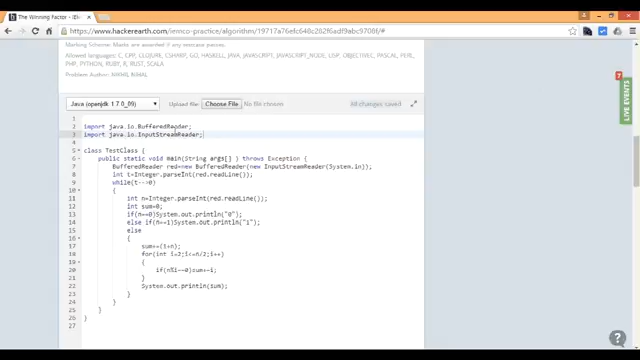 The Winning Factor - (En
https://www.hackerearth.com/iemco-practice/algorithm/19717214217a34a33a35a41a60a67/#
Marking Scheme: Marks are awarded if any testcase passes.
Allowed languages: C, CPP, CLOJURE, CSHARP, GO, HASKELL, JAVA, JAVASCRIPT, JAVASCRIPT_NODE, LISP, OBJECTIVEC, PASCAL, PERL,
PHP, PYTHON, RUBY, R, RUST, SCALA
Problem Author:
Java (openjdk 1.7.0_09)
Upload file:
Choose File
No file chosen
All changes saved
LIVE EVENTS
7
1
2 import java.io.BufferedReader;
3 import java.io.InputStreamReader;
4
5 class TestClass {
6 public static void main(String args[] ) throws Exception {
7 BufferedReader red=new BufferedReader(new InputStreamReader(System.in));
8 int t=Integer.parseInt(red.readLine());
9 while(t-->0)
10 {
11 int n=Integer.parseInt(red.readLine());
12 int sum=0;
13 if(n==0)System.out.println("0");
14 else if(n==1)System.out.println("1");
15 else
16 {
17 sum+=(1+n);
18 for(int i=2;i<=n/2;i++)
19 {
20 if(n%i==0)sum+=i;
21 }
22 System.out.println(sum);
23 }
24 }
25 }
26 }
27
?